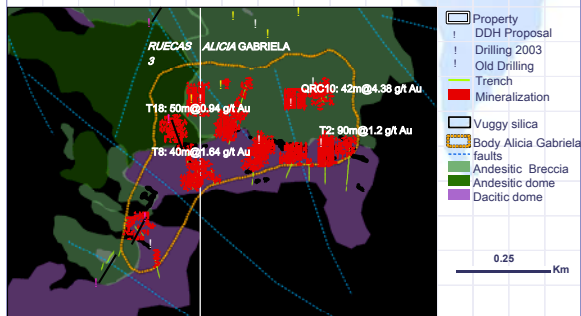 RUECAS ALICIA GABRIELA
3
QRC10: 42m@4.38 g/t Au
T18: 50m@0.94 g/t Au
T2: 90m@1.2 g/t Au
T8: 40m@1.64 g/t Au
Property
DDH Proposal
Drilling 2003
Old Drilling
Trench
Mineralization
Vuggy silica
Body Alicia Gabriela
faults
Andesitic Breccia
Andesitic dome
Dacitic dome
0.25
Km